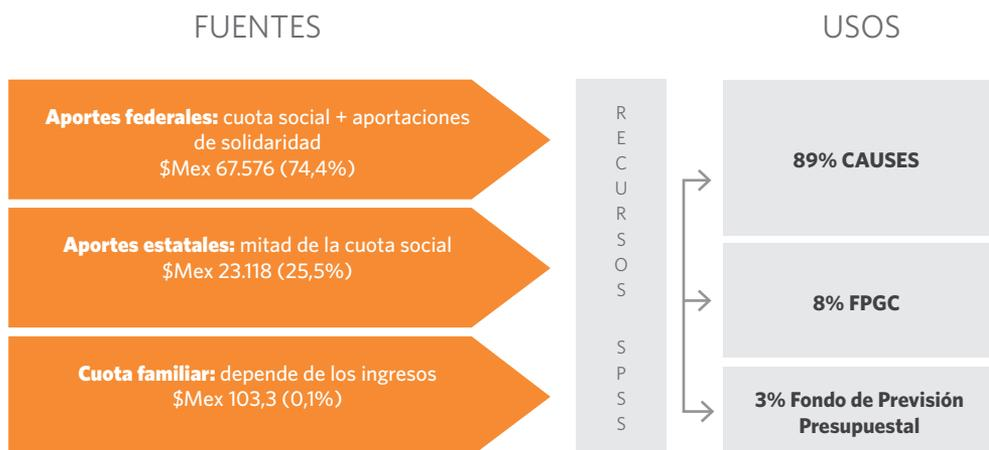 FUENTES
USOS
Aportes federales: cuota social + aportaciones
de solidaridad
$Mex 67.576 (74,4%)
Aportes estatales: mitad de la cuota social
$Mex 23.118 (25,5%)
Cuota familiar: depende de los ingresos
$Mex 103,3 (0,1%)
RECURSOS SPSS
89% CAUSES
8% FPGC
3% Fondo de Previsión
Presupuestal